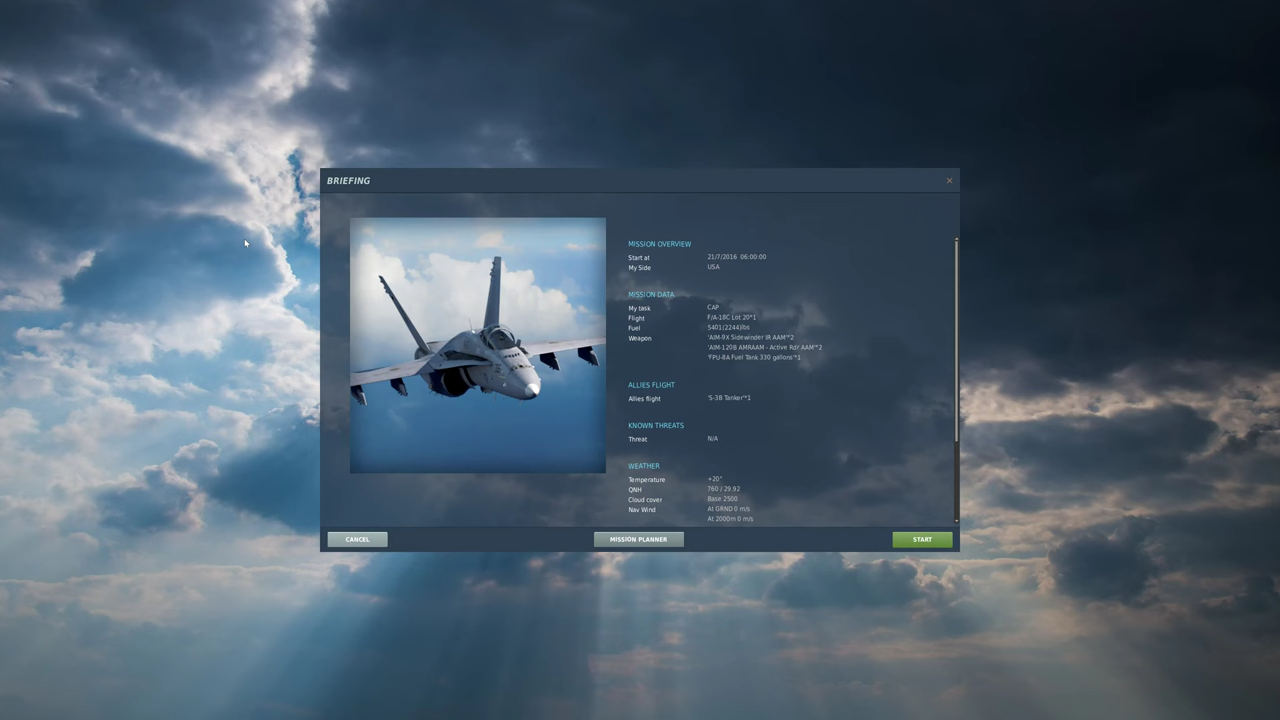 BRIEFING
MISSION OVERVIEW
Start at 21/7/2016 06:00:00
My Side USA
MISSION DATA
My task CAP
Flight F/A-18C Lot 20*1
Fuel 5401(2244)lbs
Weapon 'AIM-9X Sidewinder IR AAM'*2
'AIM-120B AMRAAM - Active Rdr AAM'*2
'FPU-8A Fuel Tank 330 gallons'*1
ALLIES FLIGHT
Allies flight 'S-3B Tanker'*1
KNOWN THREATS
Threat N/A
WEATHER
Temperature +20°
QNH 760 / 29.92
Cloud cover Base 2500
Nav Wind At GRND 0 m/s
At 2000m 0 m/s
CANCEL MISSION PLANNER START